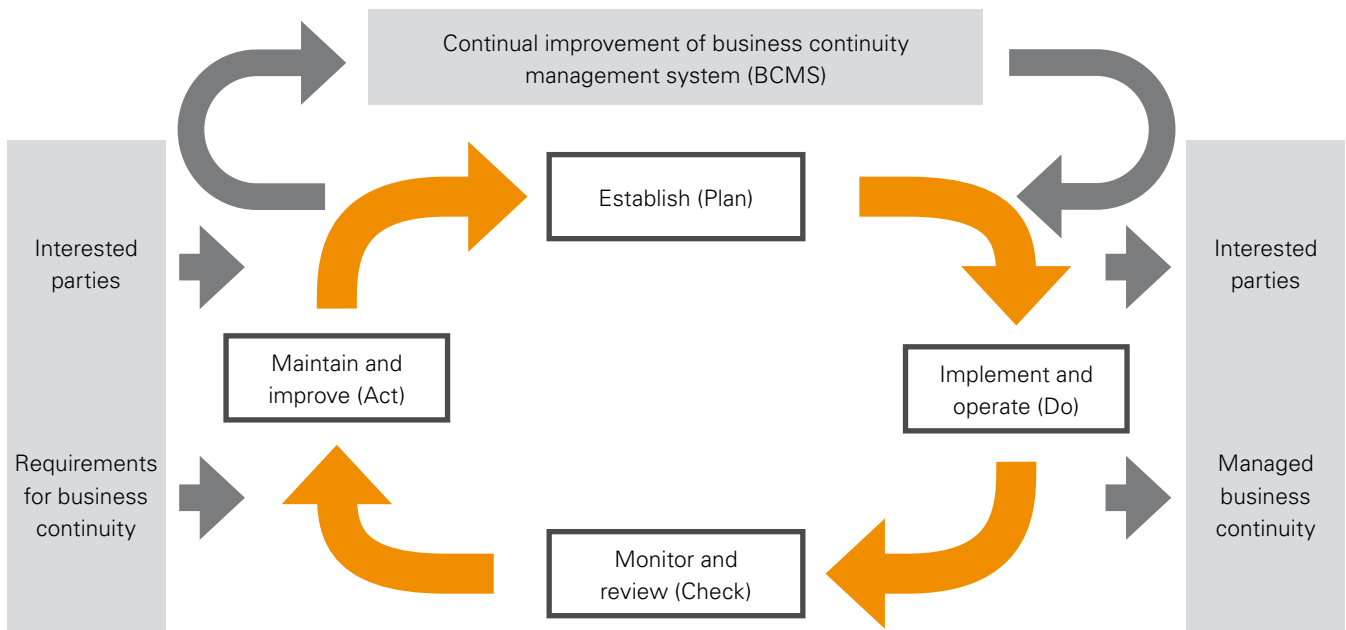 Continual improvement of business continuity
management system (BCMS)
Establish (Plan)
Interested
parties
Interested
parties
Maintain and
improve (Act)
Implement and
operate (Do)
Requirements
for business
continuity
Managed
business
continuity
Monitor and
review (Check)